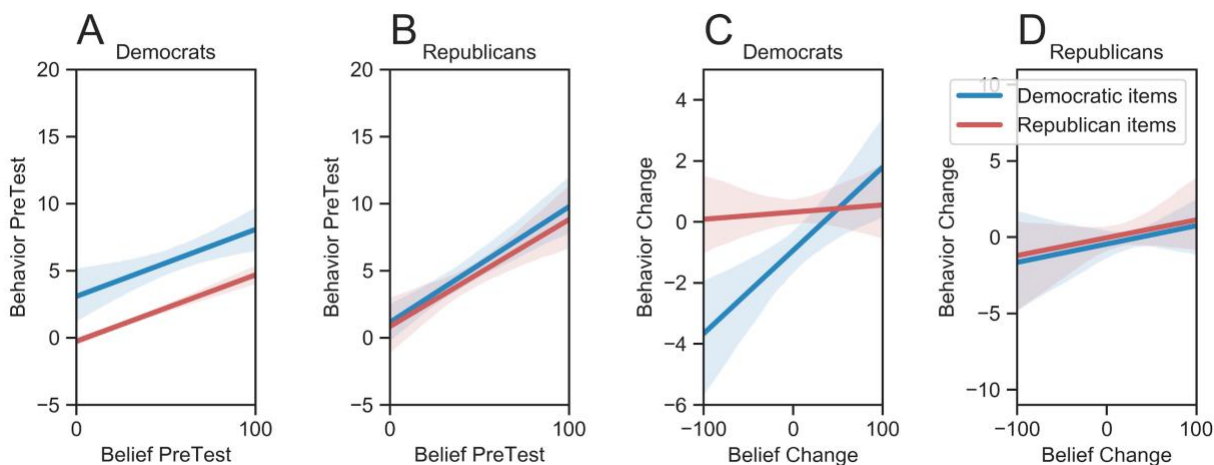 A
Democrats
20
15
10
5
0
−5
0
100
Behavior PreTest
Belief PreTest
B
Republicans
20
15
10
5
0
−5
0
100
Behavior PreTest
Belief PreTest
C
Democrats
4
2
0
−2
−4
−6
−100
0
100
Behavior Change
Belief Change
D
Republicans
10
Democratic items
Republican items
5
0
−5
−10
−100
0
100
Behavior Change
Belief Change